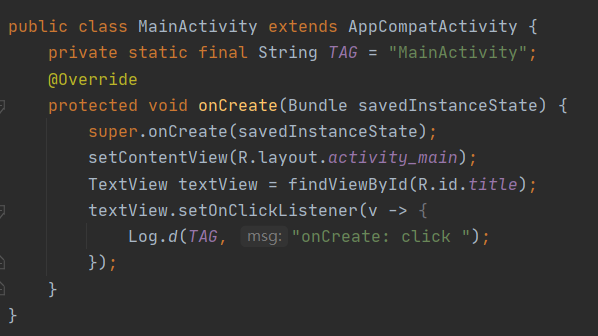 public class MainActivity extends AppCompatActivity {
    private static final String TAG = "MainActivity";
    @Override
    protected void onCreate(Bundle savedInstanceState) {
        super.onCreate(savedInstanceState);
        setContentView(R.layout.activity_main);
        TextView textView = findViewById(R.id.title);
        textView.setOnClickListener(v -> {
            Log.d(TAG, msg: "onCreate: click ");
        });
    }
}